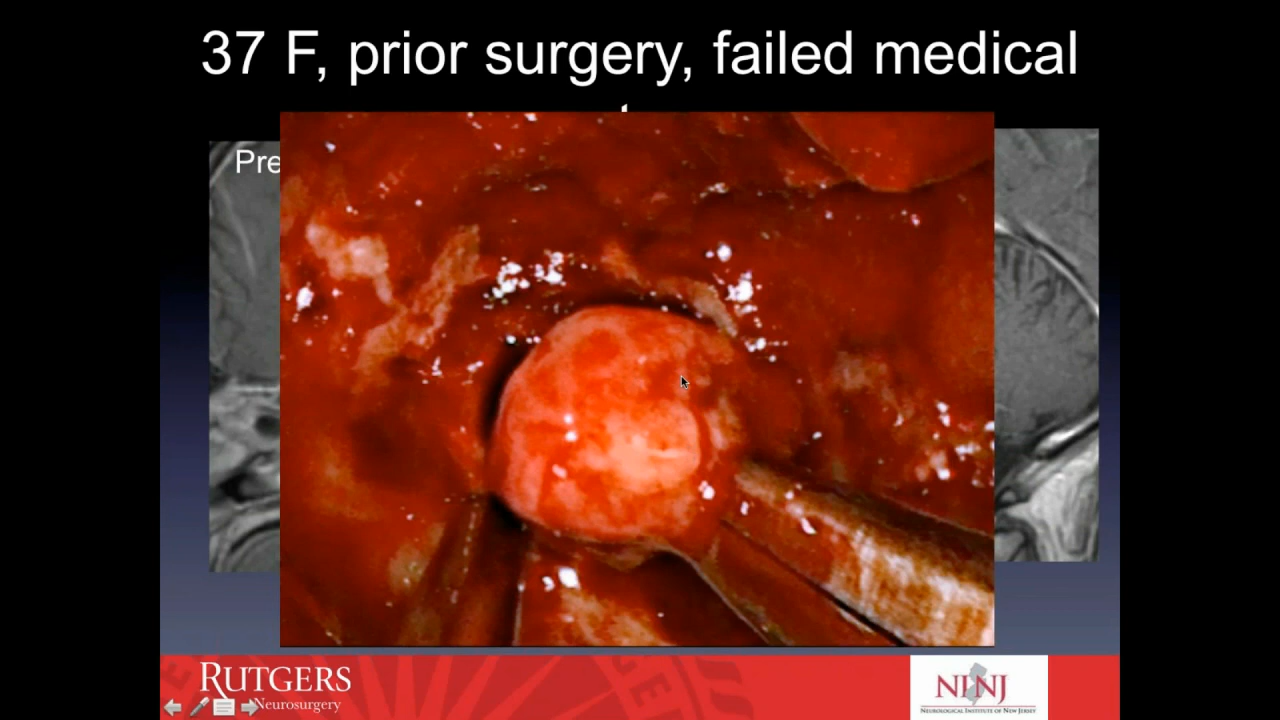 37 F, prior surgery, failed medical
Pre
RUTGERS
Neurosurgery
NINJ
NEUROLOGICAL INSTITUTE OF NEW JERSEY